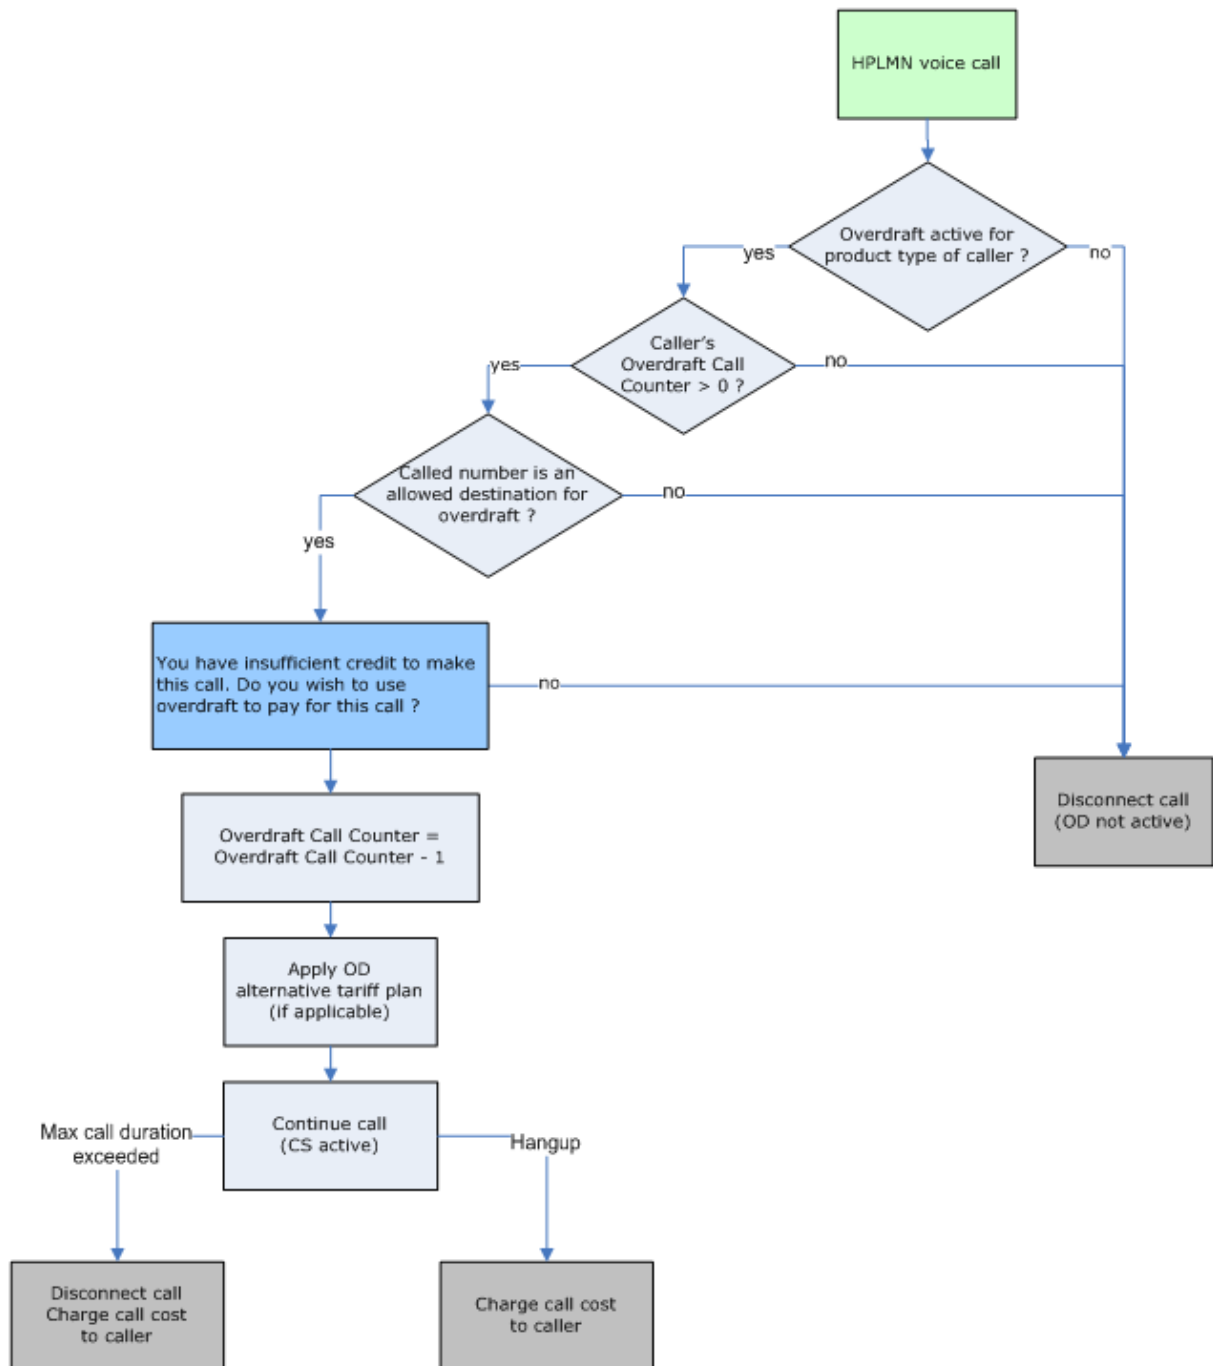 HPLMN voice call
Overdraft active for
product type of caller ?
yes
no
Caller's
Overdraft Call
Counter > 0 ?
yes
no
Called number is an
allowed destination for
overdraft ?
no
yes
You have insufficient credit to make
this call. Do you wish to use
overdraft to pay for this call ?
no
Disconnect call
(OD not active)
Overdraft Call Counter =
Overdraft Call Counter - 1
Apply OD
alternative tariff plan
(if applicable)
Continue call
(CS active)
Max call duration
exceeded
Hangup
Disconnect call
Charge call cost
to caller
Charge call cost
to caller